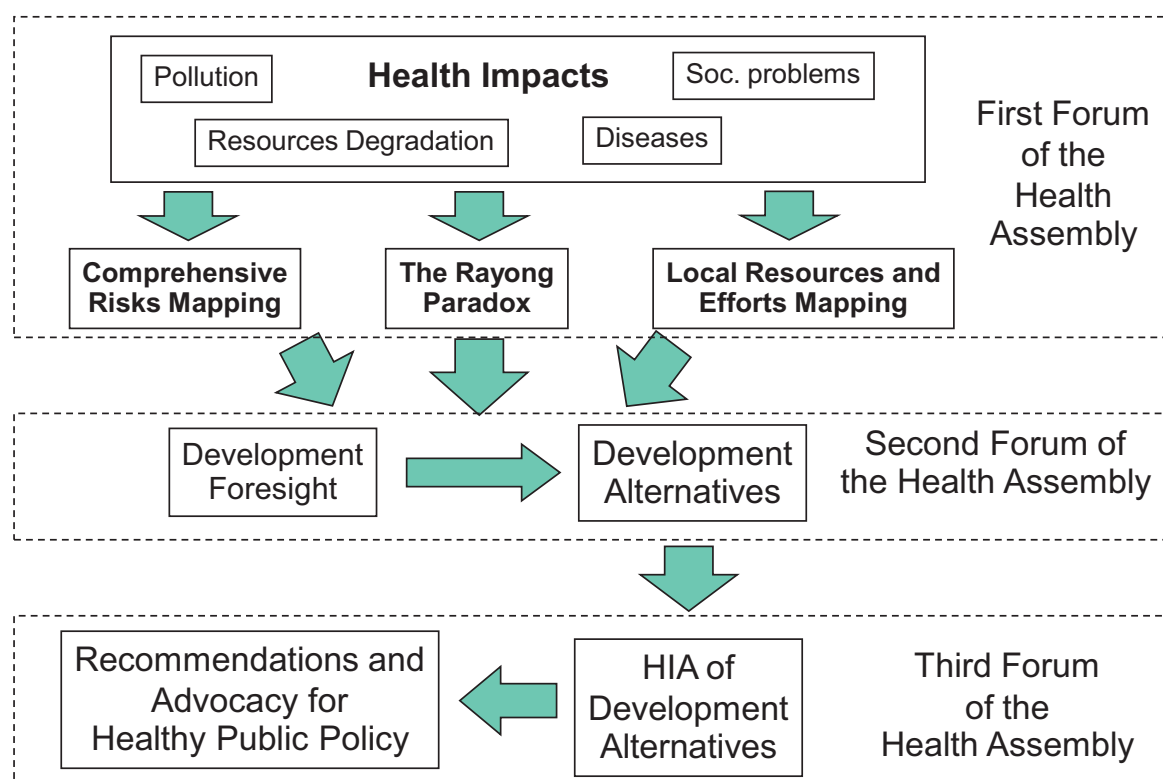 Health Impacts
Pollution
Soc. problems
Resources Degradation
Diseases
First Forum
of the
Health
Assembly
Comprehensive
Risks Mapping
The Rayong
Paradox
Local Resources and
Efforts Mapping
Development
Foresight
Development
Alternatives
Second Forum of
the Health Assembly
Recommendations and
Advocacy for
Healthy Public Policy
HIA of
Development
Alternatives
Third Forum
of the
Health Assembly